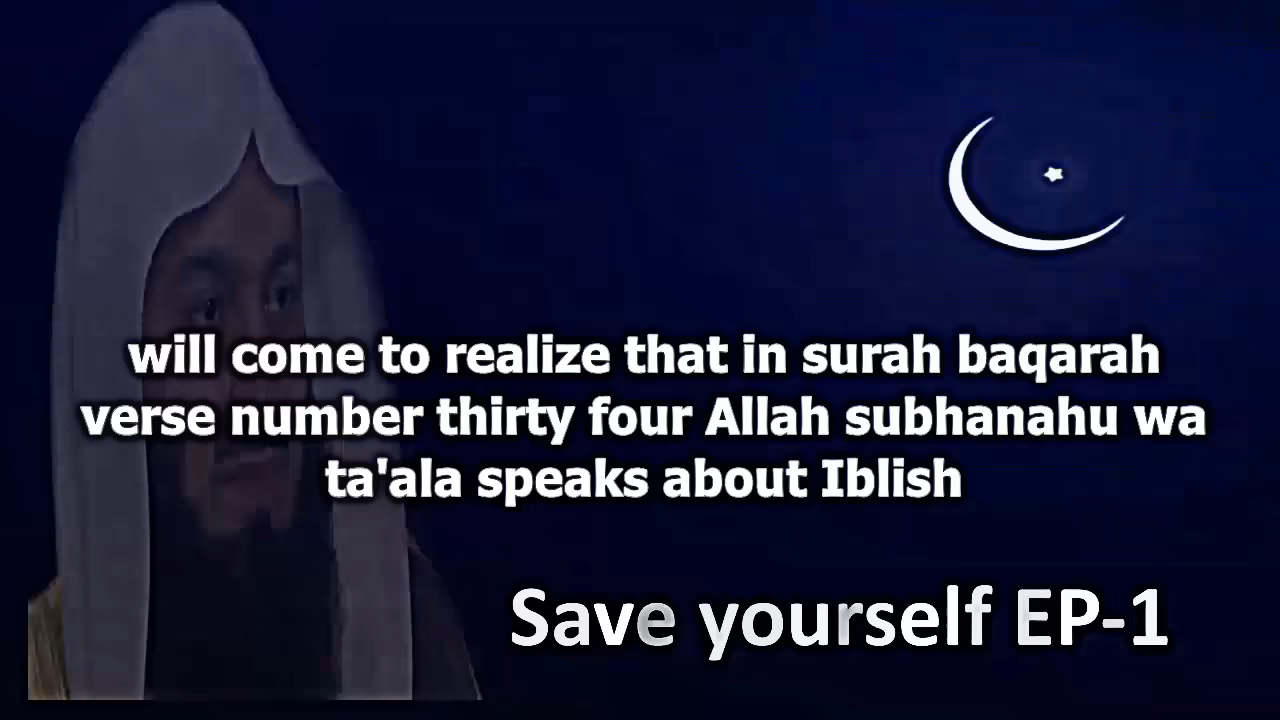 will come to realize that in surah baqarah
verse number thirty four Allah subhanahu wa
ta'ala speaks about Iblish
Save yourself EP-1